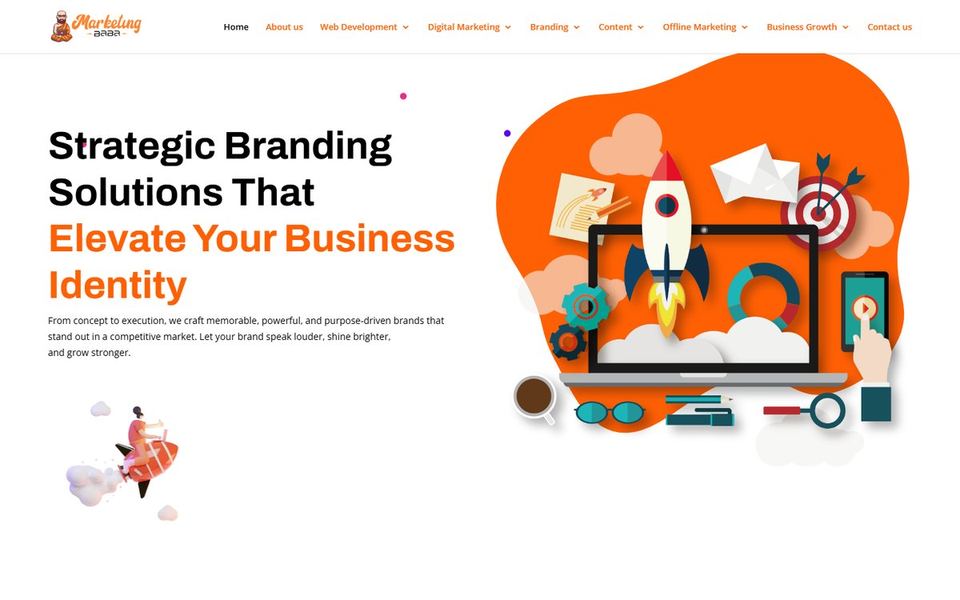 Marketing
BABA
Home
About us
Web Development
Digital Marketing
Branding
Content
Offline Marketing
Business Growth
Contact us
Strategic Branding
Solutions That
Elevate Your Business
Identity
From concept to execution, we craft memorable, powerful, and purpose-driven brands that
stand out in a competitive market. Let your brand speak louder, shine brighter,
and grow stronger.